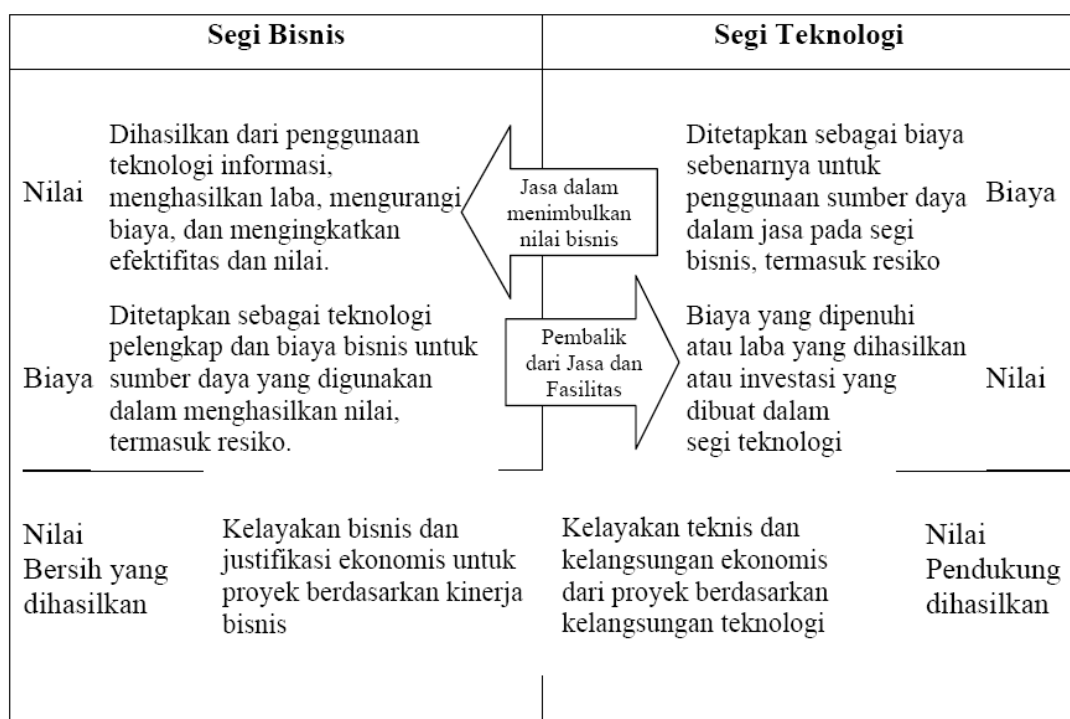 Segi Bisnis
Segi Teknologi
Nilai
Dihasilkan dari penggunaan
teknologi informasi,
menghasilkan laba, mengurangi
biaya, dan mengingkatkan
efektifitas dan nilai.
Jasa dalam
menimbulkan
nilai bisnis
Ditetapkan sebagai biaya
sebenarnya untuk
penggunaan sumber daya
dalam jasa pada segi
bisnis, termasuk resiko
Biaya
Biaya
Ditetapkan sebagai teknologi
pelengkap dan biaya bisnis untuk
sumber daya yang digunakan
dalam menghasilkan nilai,
termasuk resiko.
Pembalik
dari Jasa dan
Fasilitas
Biaya yang dipenuhi
atau laba yang dihasilkan
atau investasi yang
dibuat dalam
segi teknologi
Nilai
Nilai
Bersih yang
dihasilkan
Kelayakan bisnis dan
justifikasi ekonomis untuk
proyek berdasarkan kinerja
bisnis
Kelayakan teknis dan
kelangsungan ekonomis
dari proyek berdasarkan
kelangsungan teknologi
Nilai
Pendukung
dihasilkan